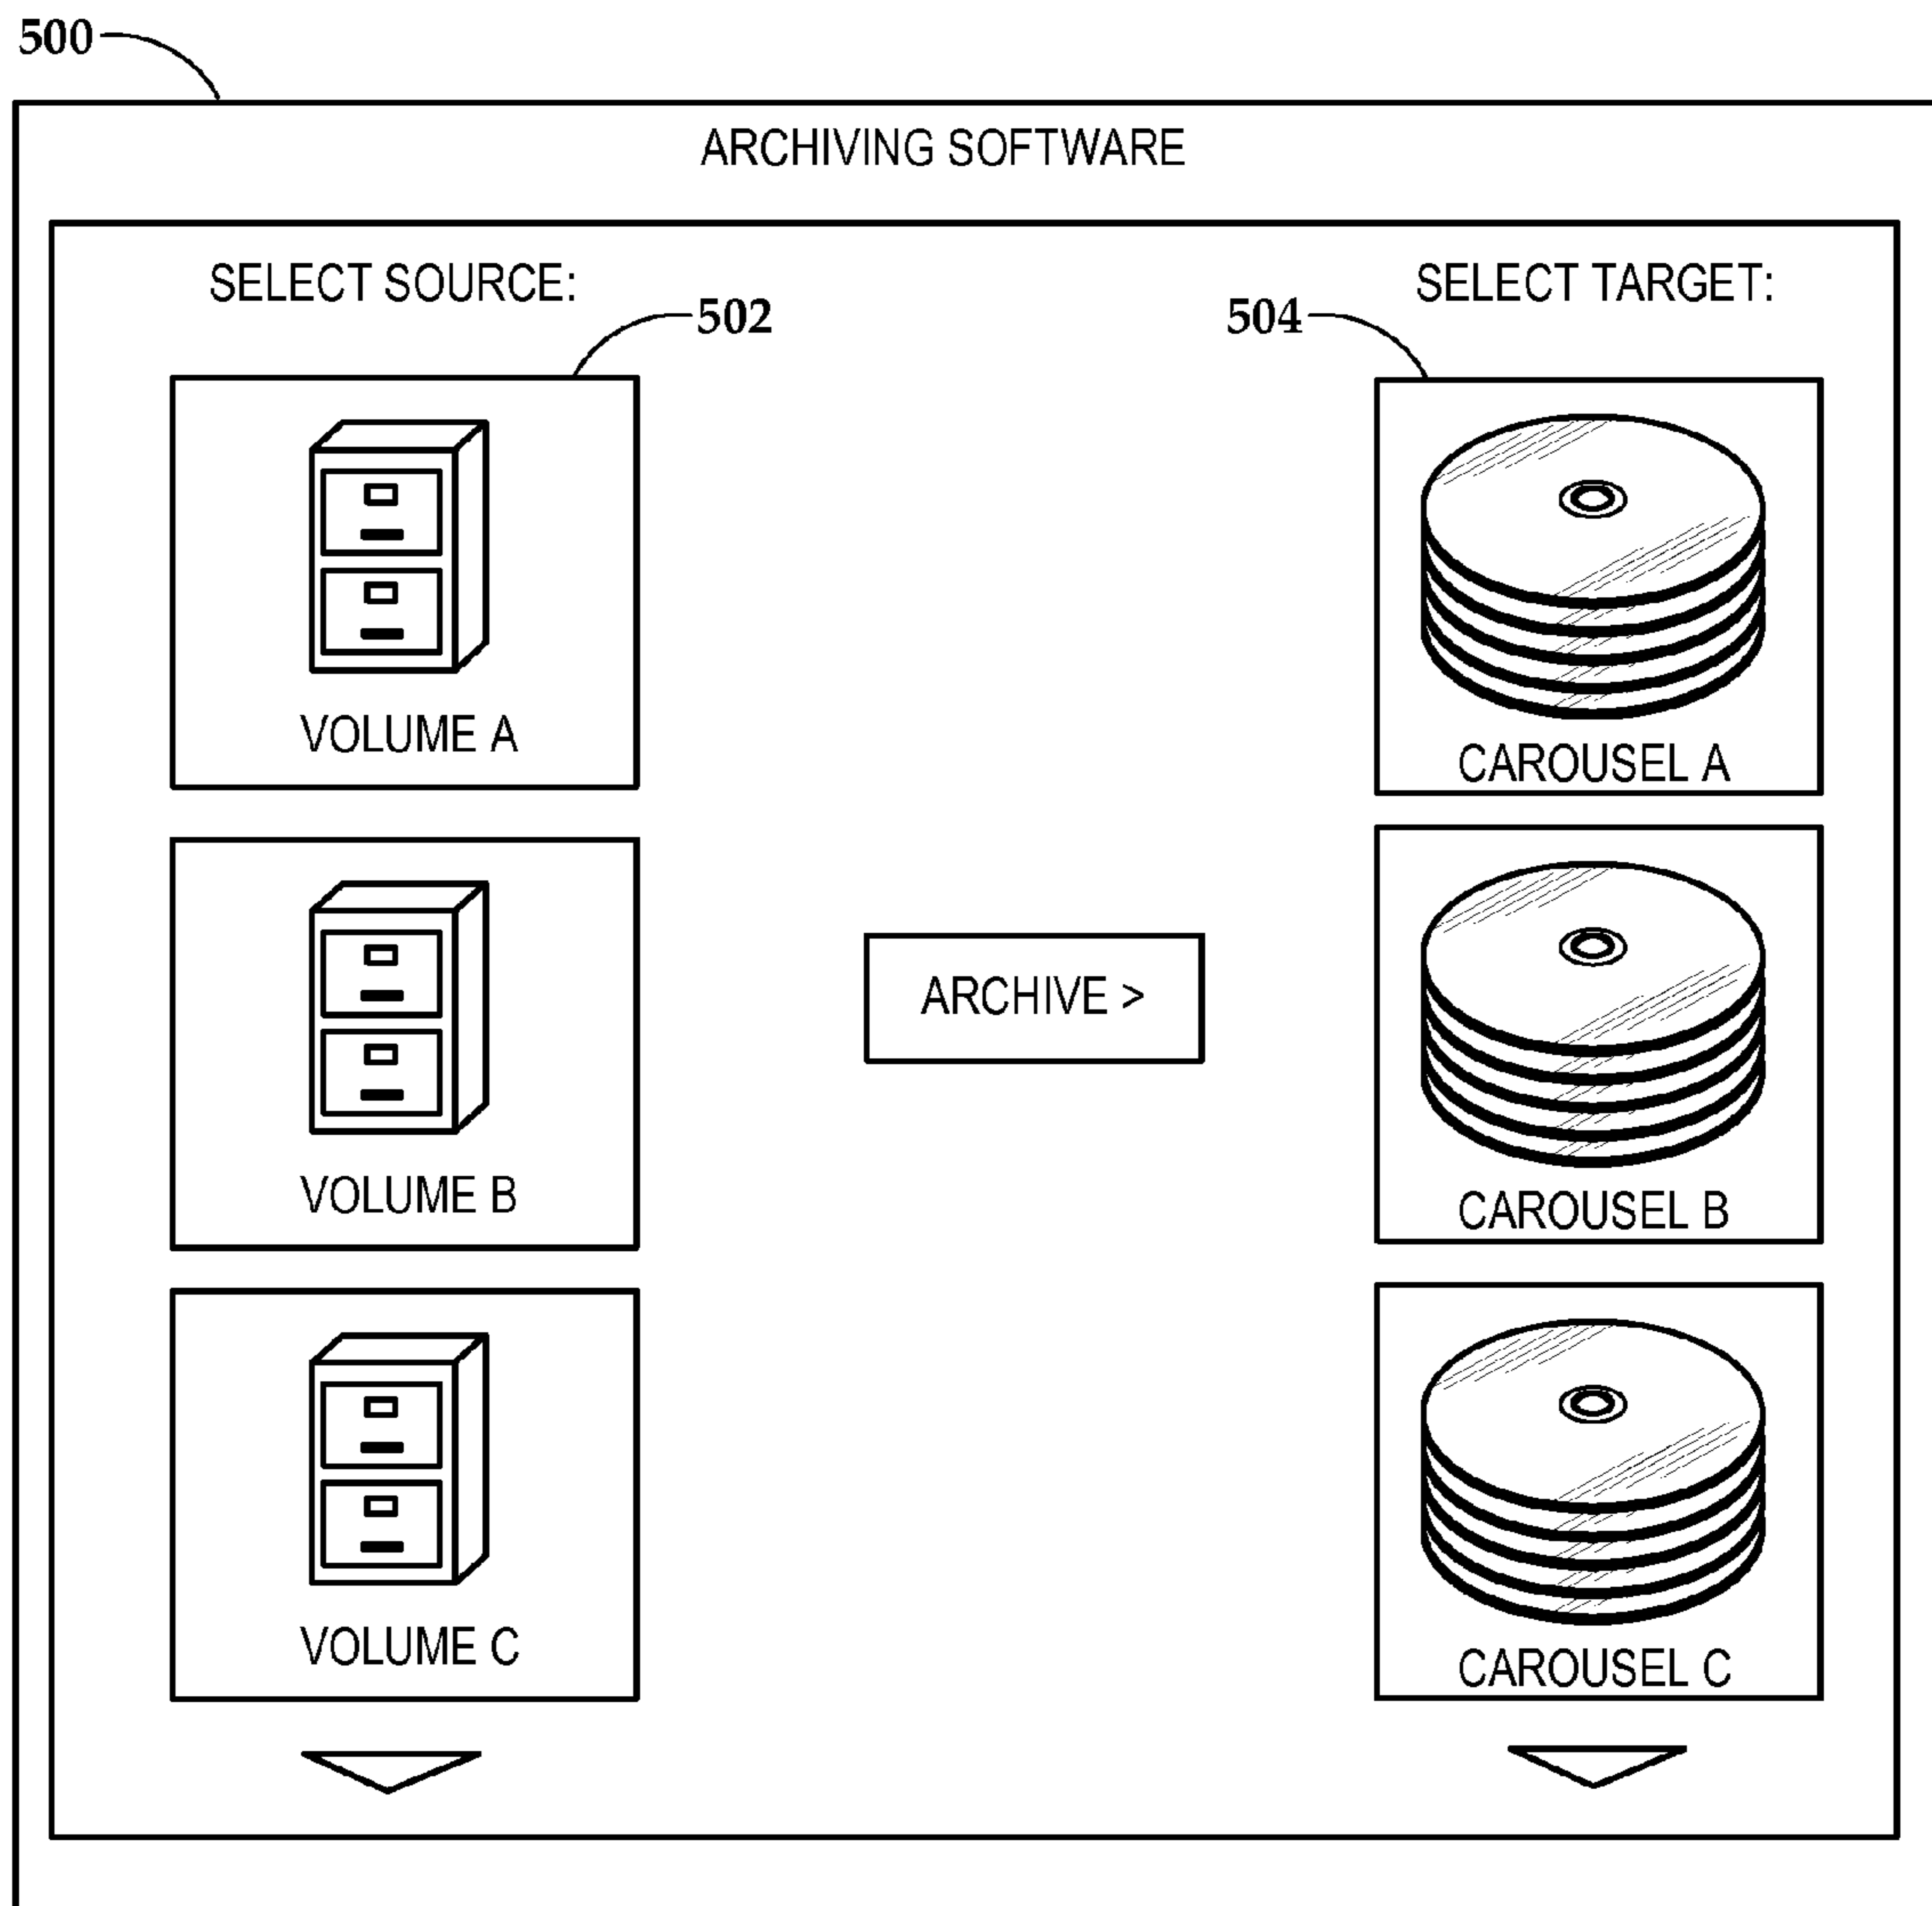 500
ARCHIVING SOFTWARE
SELECT SOURCE:
SELECT TARGET:
502
504
VOLUME A
CAROUSEL A
ARCHIVE >
VOLUME B
CAROUSEL B
VOLUME C
CAROUSEL C